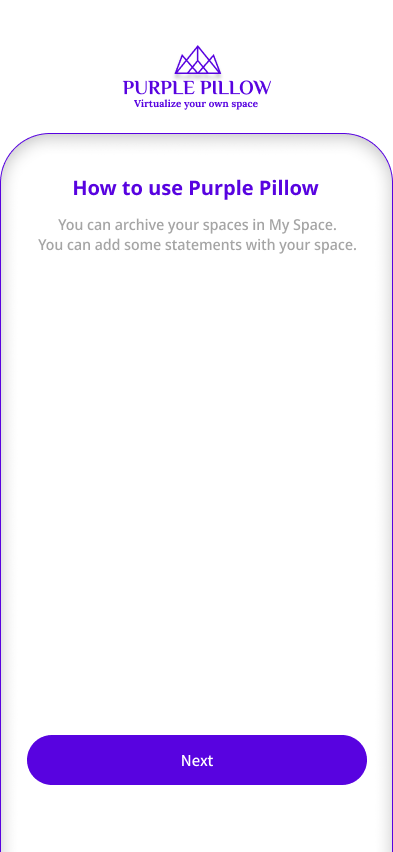 PURPLE PILLOW
Virtualize your own space
How to use Purple Pillow
You can archive your spaces in My Space.
You can add some statements with your space.
Next